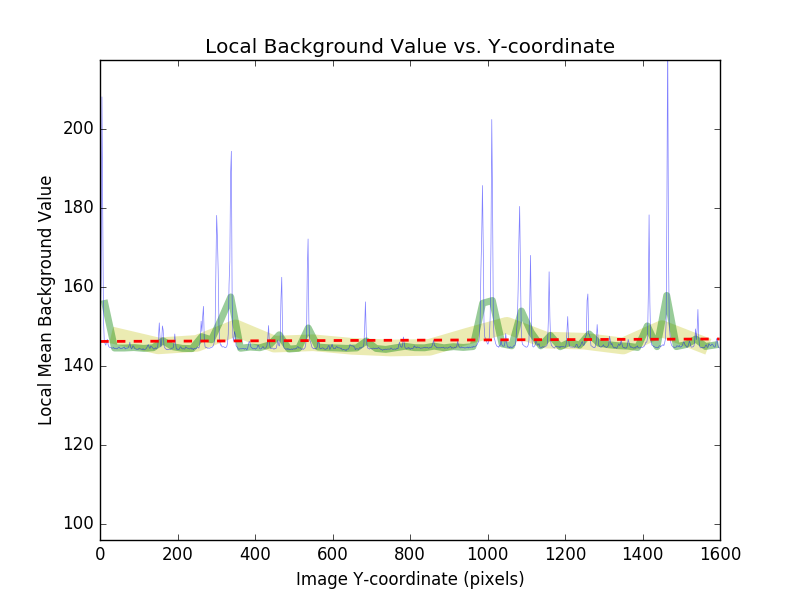 Local Background Value vs. Y-coordinate
200
180
160
140
120
100
Local Mean Background Value
0 200 400 600 800 1000 1200 1400 1600
Image Y-coordinate (pixels)